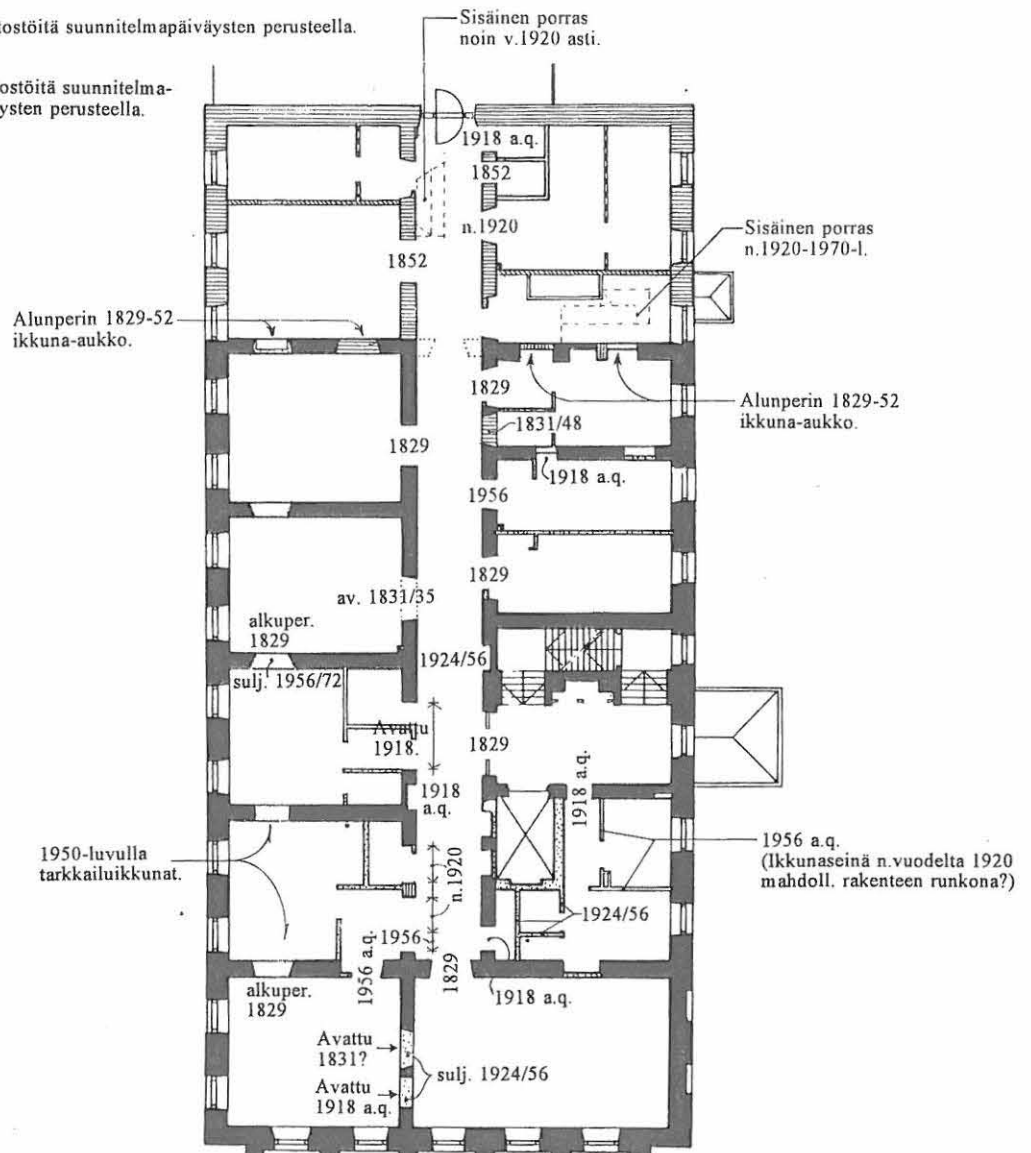 tostöitä suunnitelmapäiväysten perusteella.
ostöitä suunnitelma-
ysten perusteella.
Sisäinen porras
noin v.1920 asti.
1918 a.q.
1852
n.1920
1852
Sisäinen porras
n.1920-1970-l.
Alunperin 1829-52
ikkuna-aukko.
1829
Alunperin 1829-52
ikkuna-aukko.
1831/48
1829
1918 a.q.
1956
1829
av. 1831/35
alkuper.
1829
sulj. 1956/72
1924/56
Avattu
1918.
1829
1918
a.q.
1918 a.q.
1950-luvulla
tarkkailuikkunat.
n.1920
1956 a.q.
(Ikkunaseinä n.vuodelta 1920
mahdoll. rakenteen runkona?)
1924/56
1956
1956 a.q.
1829
1918 a.q.
alkuper.
1829
Avattu
1831?
sulj. 1924/56
Avattu
1918 a.q.